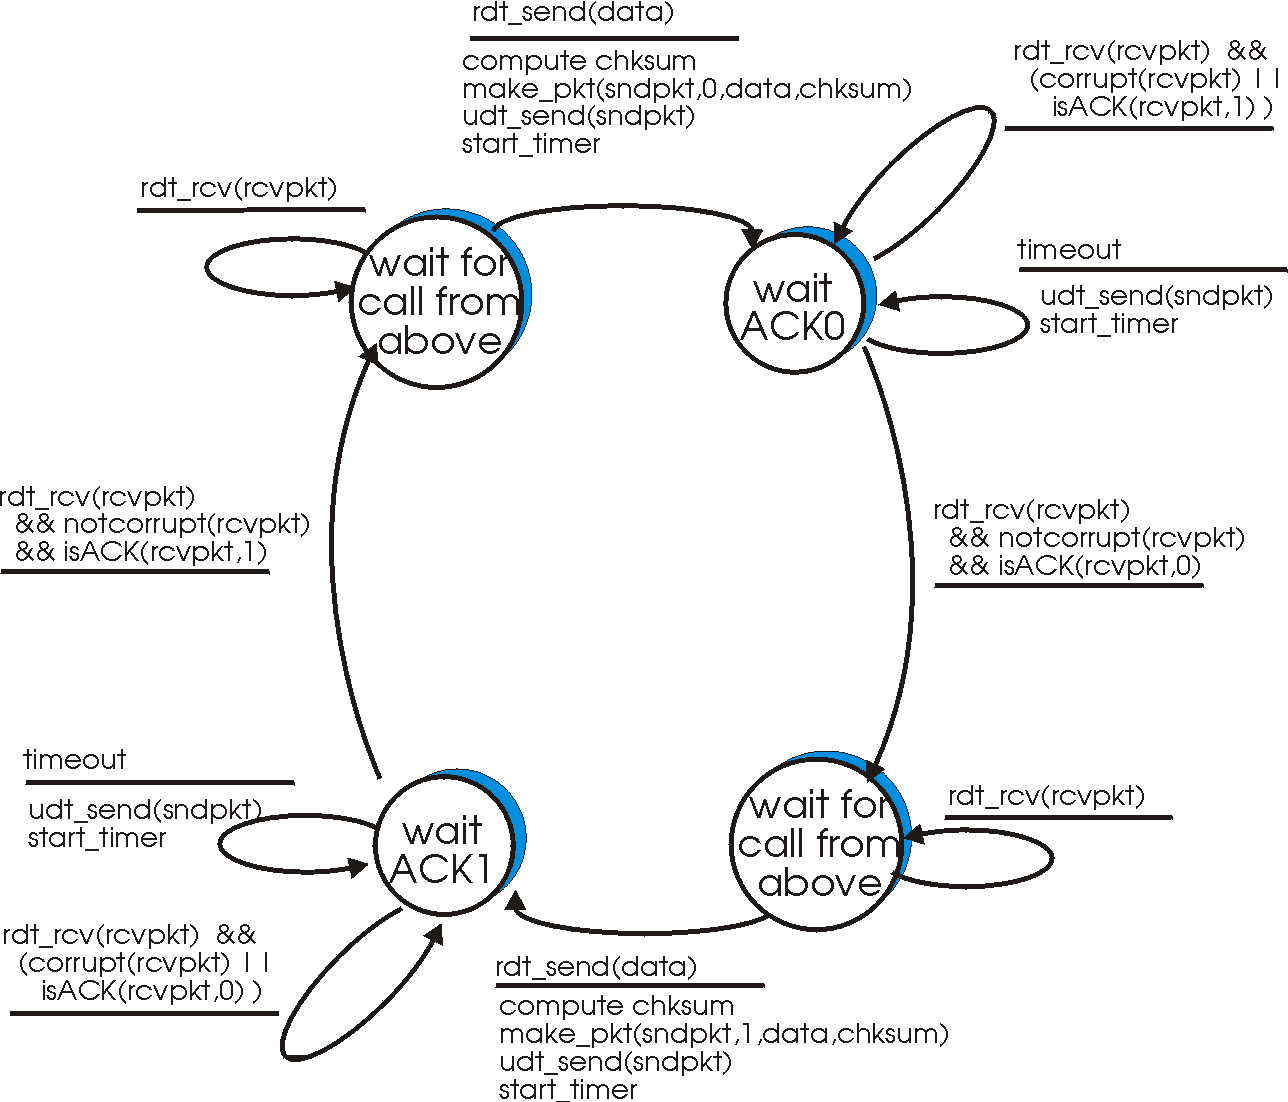 rdt_send(data)
compute chksum
make_pkt(sndpkt,0,data,chksum)
udt_send(sndpkt)
start_timer
rdt_rcv(rcvpkt) &&
(corrupt(rcvpkt) ||
isACK(rcvpkt,1) )
rdt_rcv(rcvpkt)
wait for
call from
above
wait
ACK0
timeout
udt_send(sndpkt)
start_timer
rdt_rcv(rcvpkt)
&& notcorrupt(rcvpkt)
&& isACK(rcvpkt,1)
rdt_rcv(rcvpkt)
&& notcorrupt(rcvpkt)
&& isACK(rcvpkt,0)
timeout
udt_send(sndpkt)
start_timer
wait
ACK1
wait for
call from
above
rdt_rcv(rcvpkt)
rdt_rcv(rcvpkt) &&
(corrupt(rcvpkt) ||
isACK(rcvpkt,0) )
rdt_send(data)
compute chksum
make_pkt(sndpkt,1,data,chksum)
udt_send(sndpkt)
start_timer